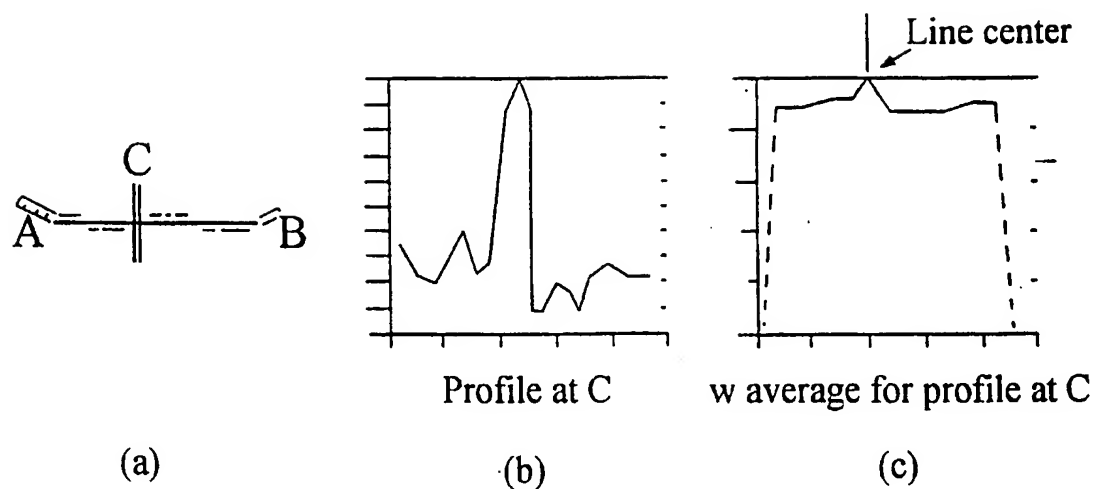 Line center
C
A
B
Profile at C
w average for profile at C
(a)
(b)
(c)